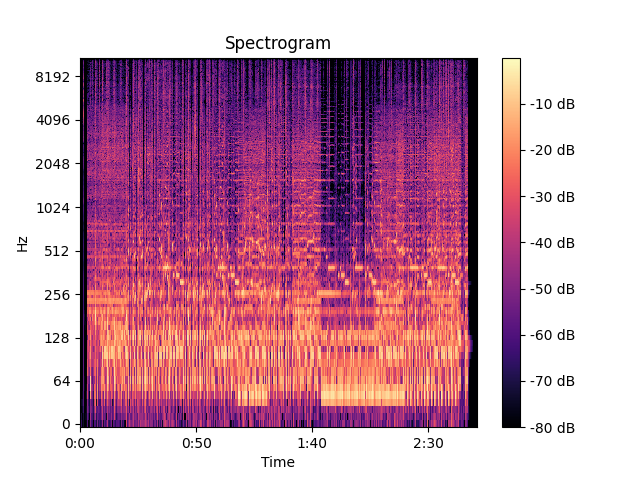 Spectrogram
Hz
8192
4096
2048
1024
512
256
128
64
0
0:00 0:50 1:40 2:30
Time
-10 dB
-20 dB
-30 dB
-40 dB
-50 dB
-60 dB
-70 dB
-80 dB